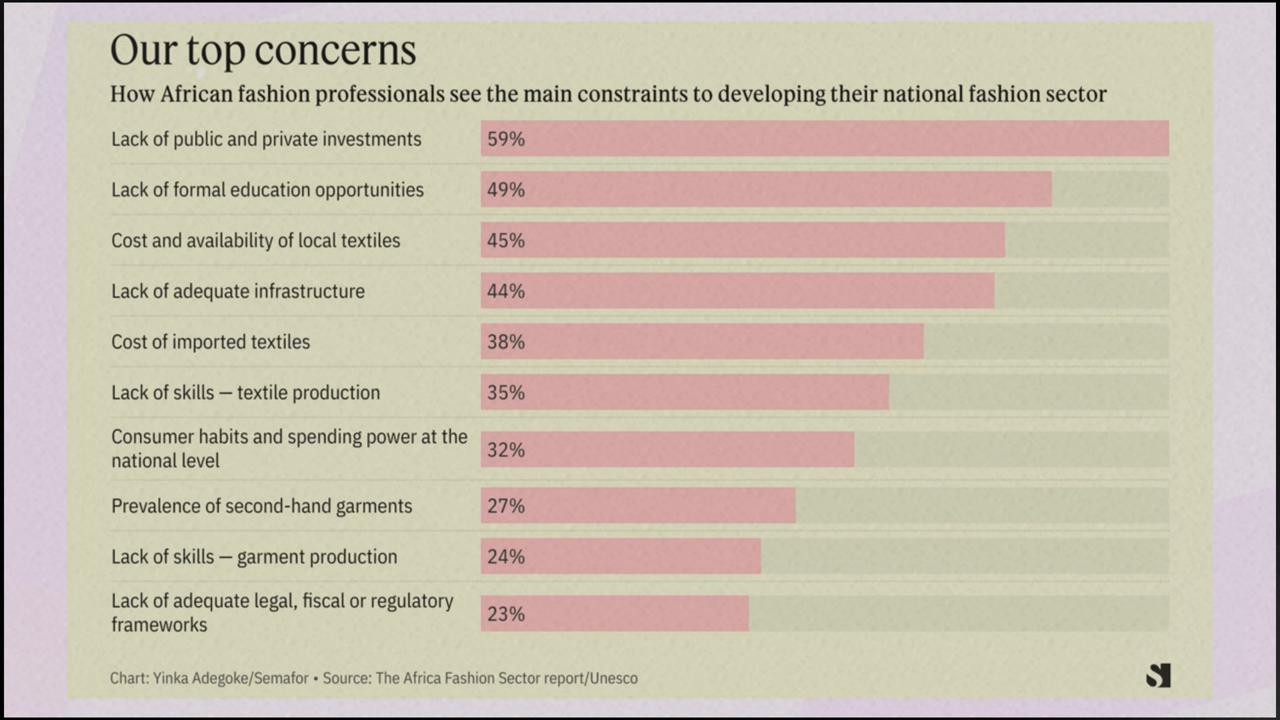 Our top concerns
How African fashion professionals see the main constraints to developing their national fashion sector
Lack of public and private investments 59%
Lack of formal education opportunities 49%
Cost and availability of local textiles 45%
Lack of adequate infrastructure 44%
Cost of imported textiles 38%
Lack of skills — textile production 35%
Consumer habits and spending power at the
national level 32%
Prevalence of second-hand garments 27%
Lack of skills — garment production 24%
Lack of adequate legal, fiscal or regulatory
frameworks 23%
Chart: Yinka Adegoke/Semafor • Source: The Africa Fashion Sector report/Unesco